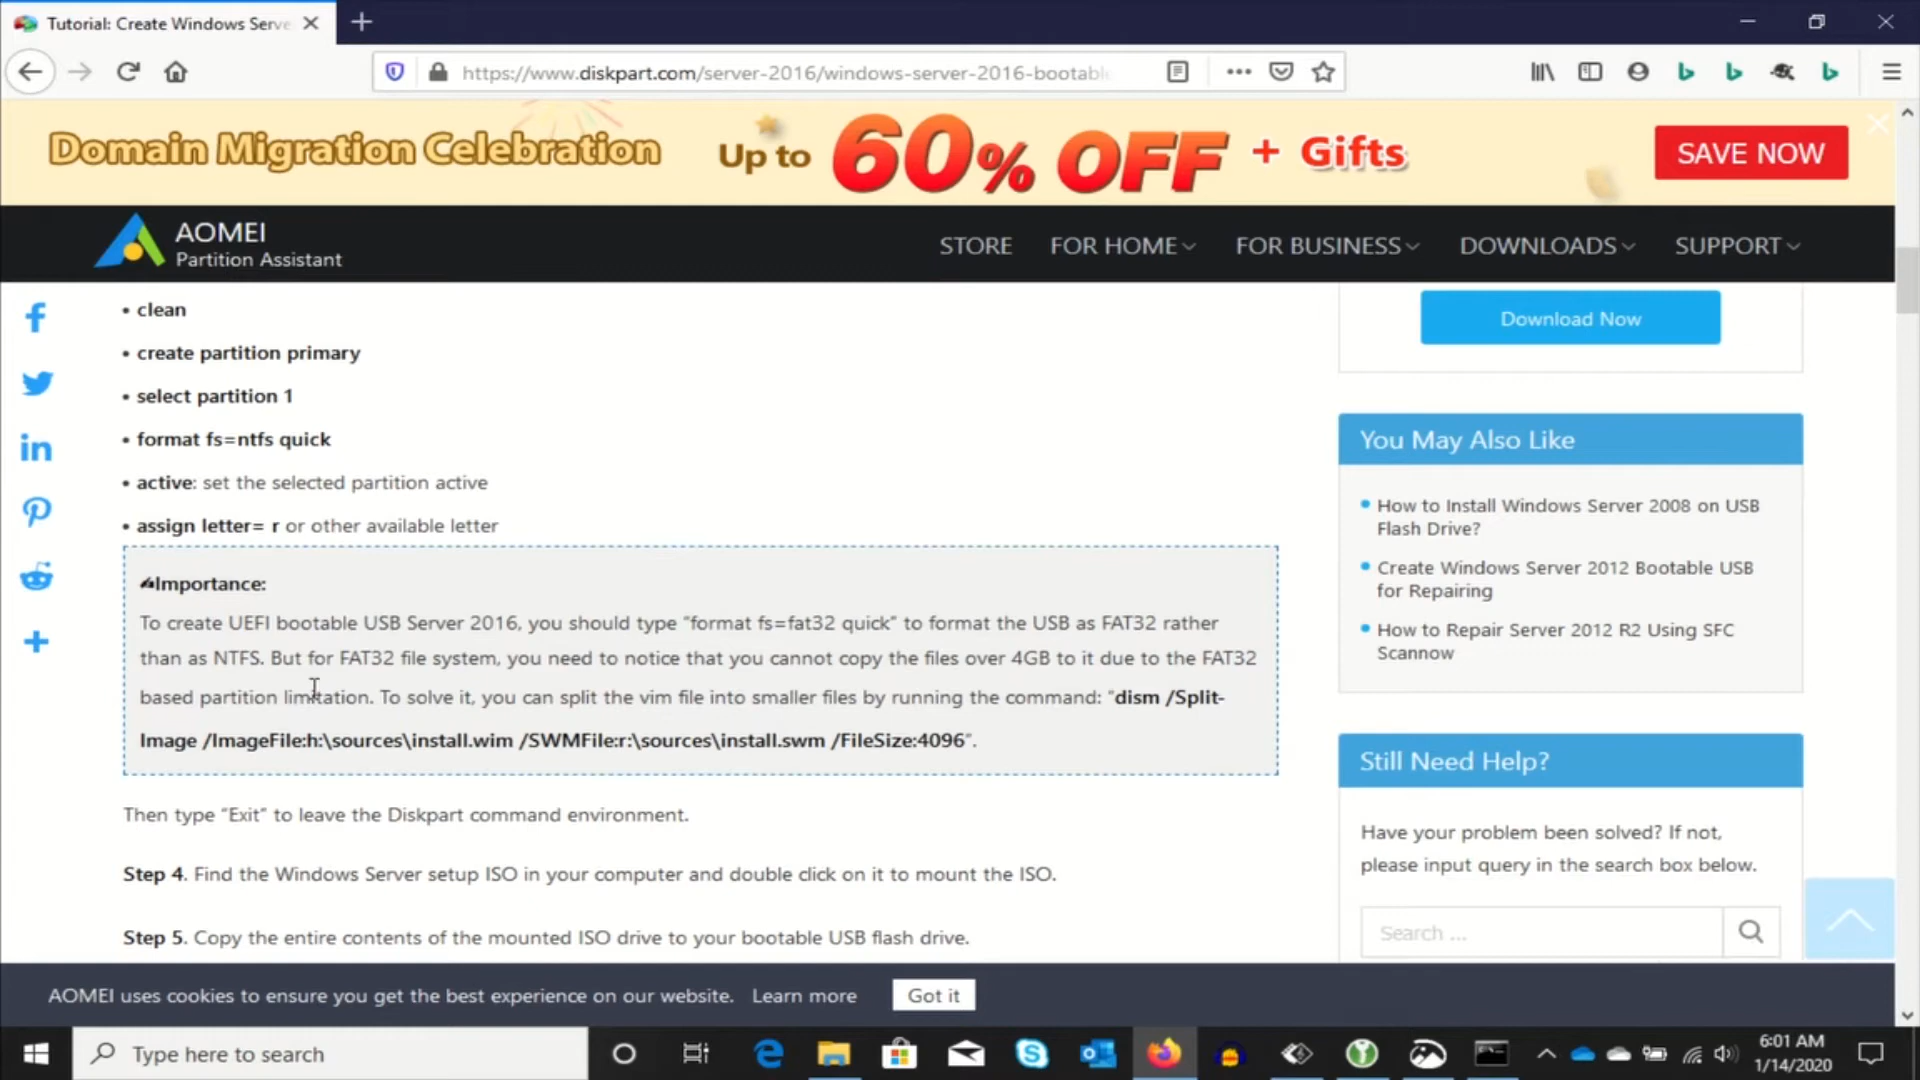 Tutorial: Create Windows Serve
https://www.diskpart.com/server-2016/windows-server-2016-bootabl
Domain Migration Celebration
Up to 60% OFF + Gifts
SAVE NOW
AOMEI
Partition Assistant
STORE
FOR HOME
FOR BUSINESS
DOWNLOADS
SUPPORT
• clean
• create partition primary
• select partition 1
• format fs=ntfs quick
• active: set the selected partition active
• assign letter= r or other available letter
✍Importance:
To create UEFI bootable USB Server 2016, you should type "format fs=fat32 quick" to format the USB as FAT32 rather
than as NTFS. But for FAT32 file system, you need to notice that you cannot copy the files over 4GB to it due to the FAT32
based partition limitation. To solve it, you can split the vim file into smaller files by running the command: "dism /Split-
Image /ImageFile:h:\sources\install.wim /SWMFile:r:\sources\install.swm /FileSize:4096".
Then type “Exit” to leave the Diskpart command environment.
Step 4. Find the Windows Server setup ISO in your computer and double click on it to mount the ISO.
Step 5. Copy the entire contents of the mounted ISO drive to your bootable USB flash drive.
Download Now
You May Also Like
How to Install Windows Server 2008 on USB
Flash Drive?
Create Windows Server 2012 Bootable USB
for Repairing
How to Repair Server 2012 R2 Using SFC
Scannow
Still Need Help?
Have your problem been solved? If not,
please input query in the search box below.
Search ...
AOMEI uses cookies to ensure you get the best experience on our website. Learn more
Got it
Type here to search
6:01 AM
1/14/2020